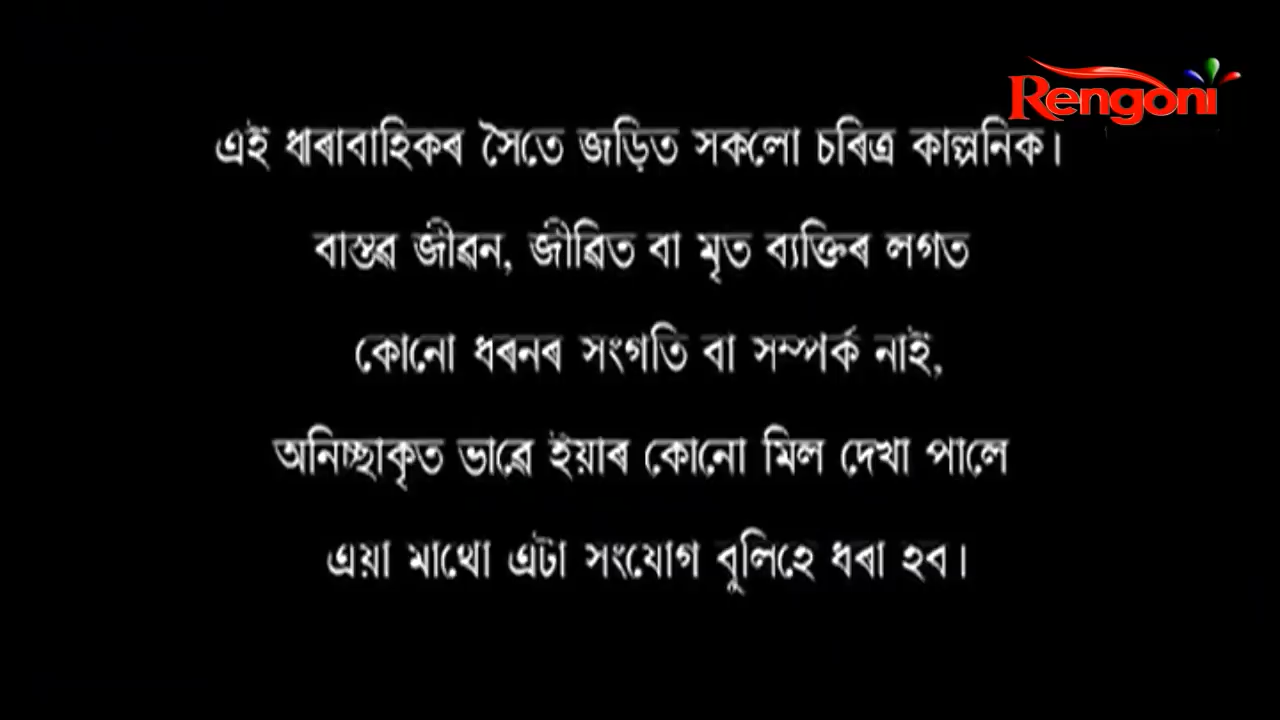 Rengoni
এই ধাৰাবাহিকৰ সৈতে জড়িত সকলো চৰিত্ৰ কাল্পনিক।
বাস্তৱ জীৱন, জীৱিত বা মৃত ব্যক্তিৰ লগত
কোনো ধৰনৰ সংগতি বা সম্পৰ্ক নাই,
অনিচ্ছাকৃত ভাৱে ইয়াৰ কোনো মিল দেখা পালে
এয়া মাথো এটা সংযোগ বুলিহে ধৰা হব।